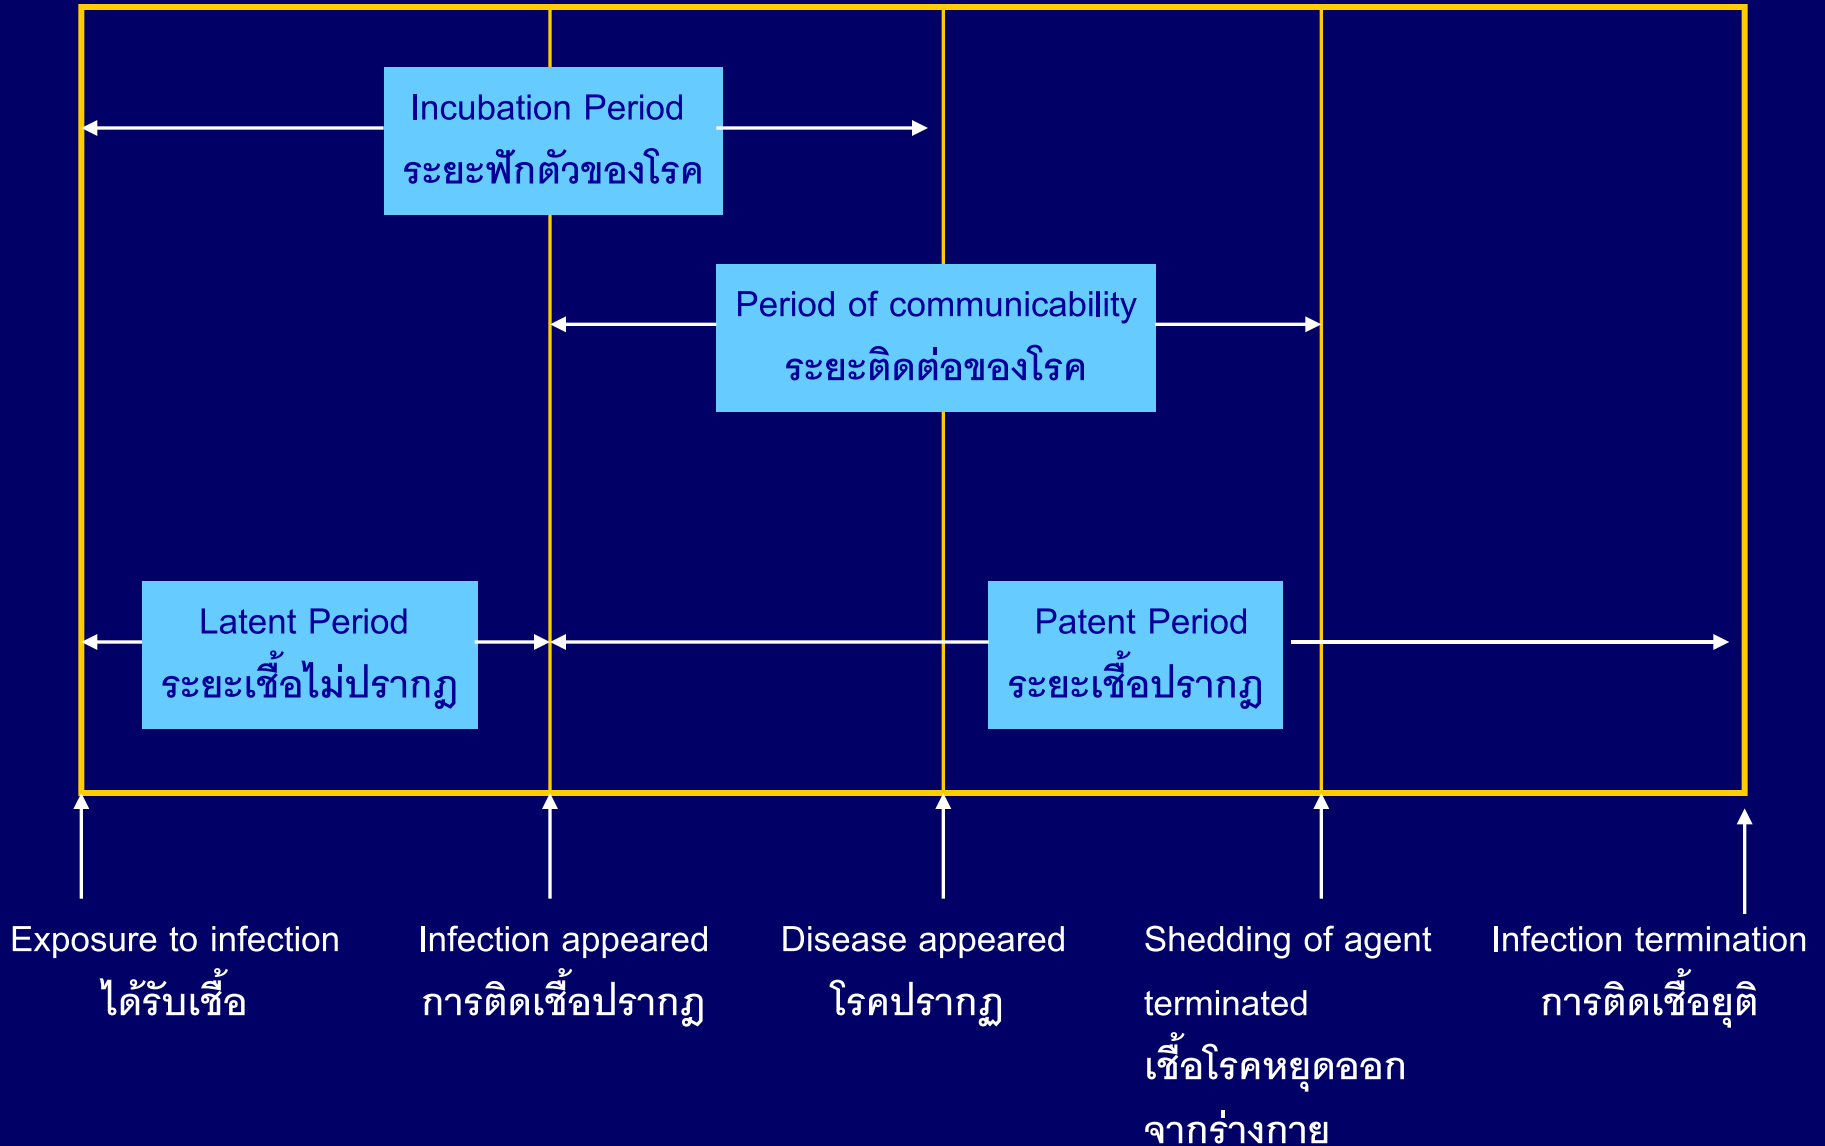 Incubation Period
ระยะฟักตัวของโรค
Period of communicability
ระยะติดต่อของโรค
Latent Period
ระยะเชื้อไม่ปรากฎ
Patent Period
ระยะเชื้อปรากฎ
Exposure to infection
ได้รับเชื้อ
Infection appeared
การติดเชื้อปรากฎ
Disease appeared
โรคปรากฏ
Shedding of agent
terminated
เชื้อโรคหยุดออก
จากร่างกาย
Infection termination
การติดเชื้อยุติ